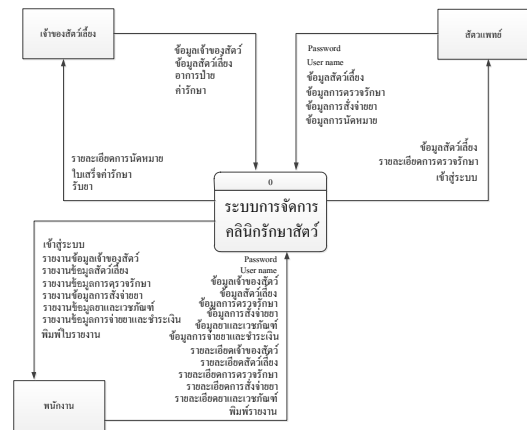 เจ้าของสัตว์เลี้ยง
สัตวแพทย์
ข้อมูลเจ้าของสัตว์
ข้อมูลสัตว์เลี้ยง
อาการป่วย
ค่ารักษา
Password
User name
ข้อมูลสัตว์เลี้ยง
ข้อมูลการตรวจรักษา
ข้อมูลการสั่งจ่ายยา
ข้อมูลการนัดหมาย
รายละเอียดการนัดหมาย
ใบเสร็จค่ารักษา
รับยา
ข้อมูลสัตว์เลี้ยง
รายละเอียดการตรวจรักษา
เข้าสู่ระบบ
0
ระบบการจัดการ
คลินิกรักษาสัตว์
เข้าสู่ระบบ
รายงานข้อมูลเจ้าของสัตว์
รายงานข้อมูลสัตว์เลี้ยง
รายงานข้อมูลการตรวจรักษา
รายงานข้อมูลการสั่งจ่ายยา
รายงานข้อมูลยาและเวชภัณฑ์
รายงานข้อมูลการจ่ายยาและชำระเงิน
พิมพ์ใบรายงาน
Password
User name
ข้อมูลเจ้าของสัตว์
ข้อมูลสัตว์เลี้ยง
ข้อมูลการตรวจรักษา
ข้อมูลการสั่งจ่ายยา
ข้อมูลยาและเวชภัณฑ์
ข้อมูลการจ่ายยาและชำระเงิน
รายละเอียดเจ้าของสัตว์
รายละเอียดสัตว์เลี้ยง
รายละเอียดการตรวจรักษา
รายละเอียดการสั่งจ่ายยา
รายละเอียดยาและเวชภัณฑ์
พิมพ์รายงาน
พนักงาน